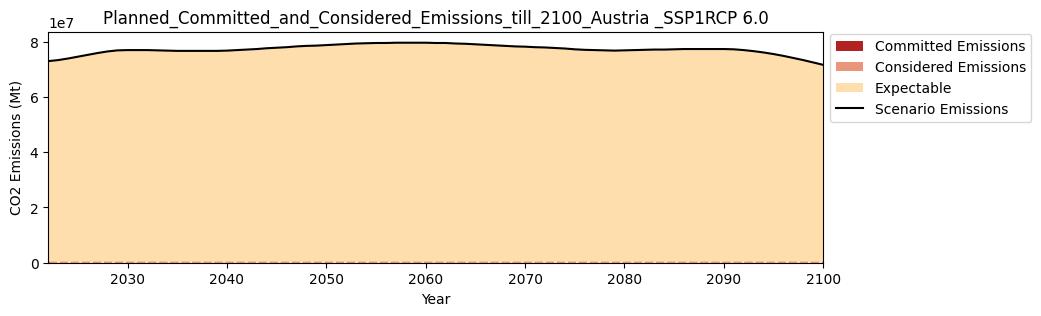 Planned_Committed_and_Considered_Emissions_till_2100_Austria _SSP1RCP 6.0
1e7
8
6
4
2
0
CO2 Emissions (Mt)
2030 2040 2050 2060 2070 2080 2090 2100
Year
Committed Emissions
Considered Emissions
Expectable
Scenario Emissions